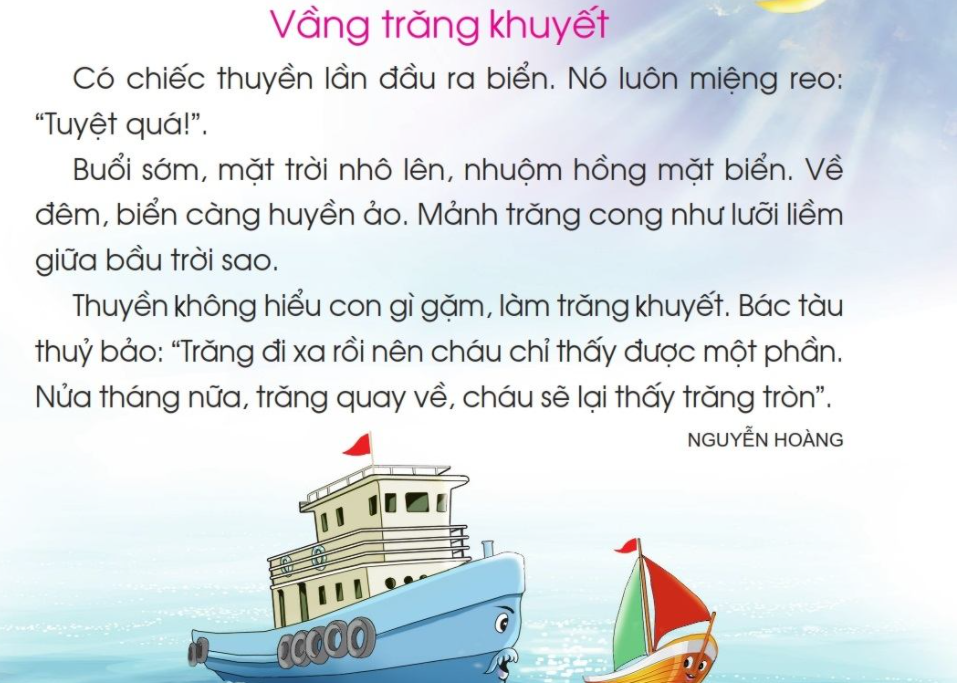 Vầng trăng khuyết
Có chiếc thuyền lần đầu ra biển. Nó luôn miệng reo:
“Tuyệt quá!”.
Buổi sớm, mặt trời nhô lên, nhuộm hồng mặt biển. Về
đêm, biển càng huyền ảo. Mảnh trăng cong như lưỡi liềm
giữa bầu trời sao.
Thuyền không hiểu con gì gặm, làm trăng khuyết. Bác tàu
thuỷ bảo: “Trăng đi xa rồi nên cháu chỉ thấy được một phần.
Nửa tháng nữa, trăng quay về, cháu sẽ lại thấy trăng tròn”.
NGUYỄN HOÀNG